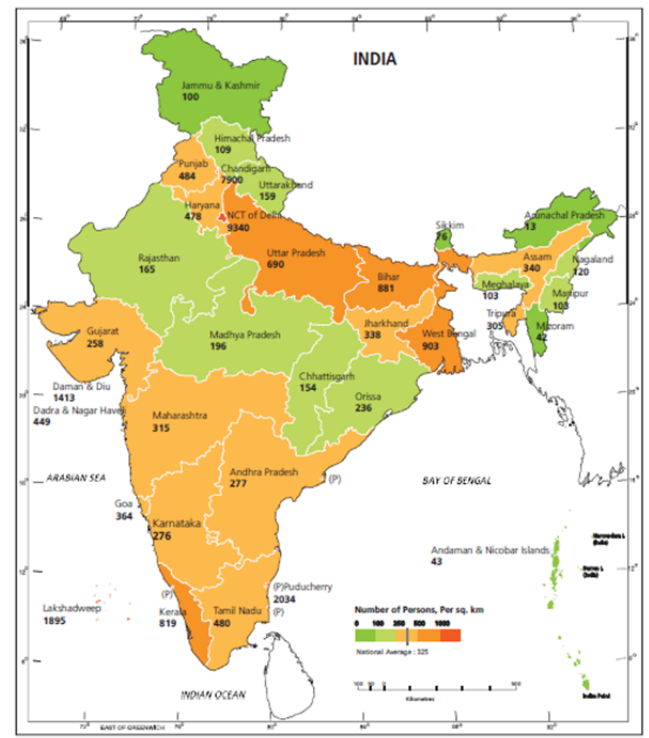 INDIA
Jammu & Kashmir
100
Himachal Pradesh
109
Punjab
484
Chandigarh
7900
Uttarakhand
159
Haryana
478
NCT of Delhi
9340
Rajasthan
165
Uttar Pradesh
690
Bihar
881
Sikkim
76
Arunachal Pradesh
13
Assam
340
Nagaland
120
Meghalaya
103
Manipur
103
Tripura
305
Mizoram
42
Gujarat
258
Madhya Pradesh
196
Jharkhand
338
West Bengal
903
Chhattisgarh
154
Orissa
236
Daman & Diu
1413
Dadra & Nagar Haveli
449
Maharashtra
315
Andhra Pradesh
277
(P)
ARABIAN SEA
BAY OF BENGAL
Goa
364
Karnataka
276
Andaman & Nicobar Islands
43
(P)
(P)Puducherry
2034
(P)
Lakshadweep
1895
Kerala
819
Tamil Nadu
480
Number of Persons, Per sq. km
0 100 250 500 1000
National Average : 325
Kilometres
INDIAN OCEAN
(India)
(India)
Indira Point
EAST OF GREENWICH